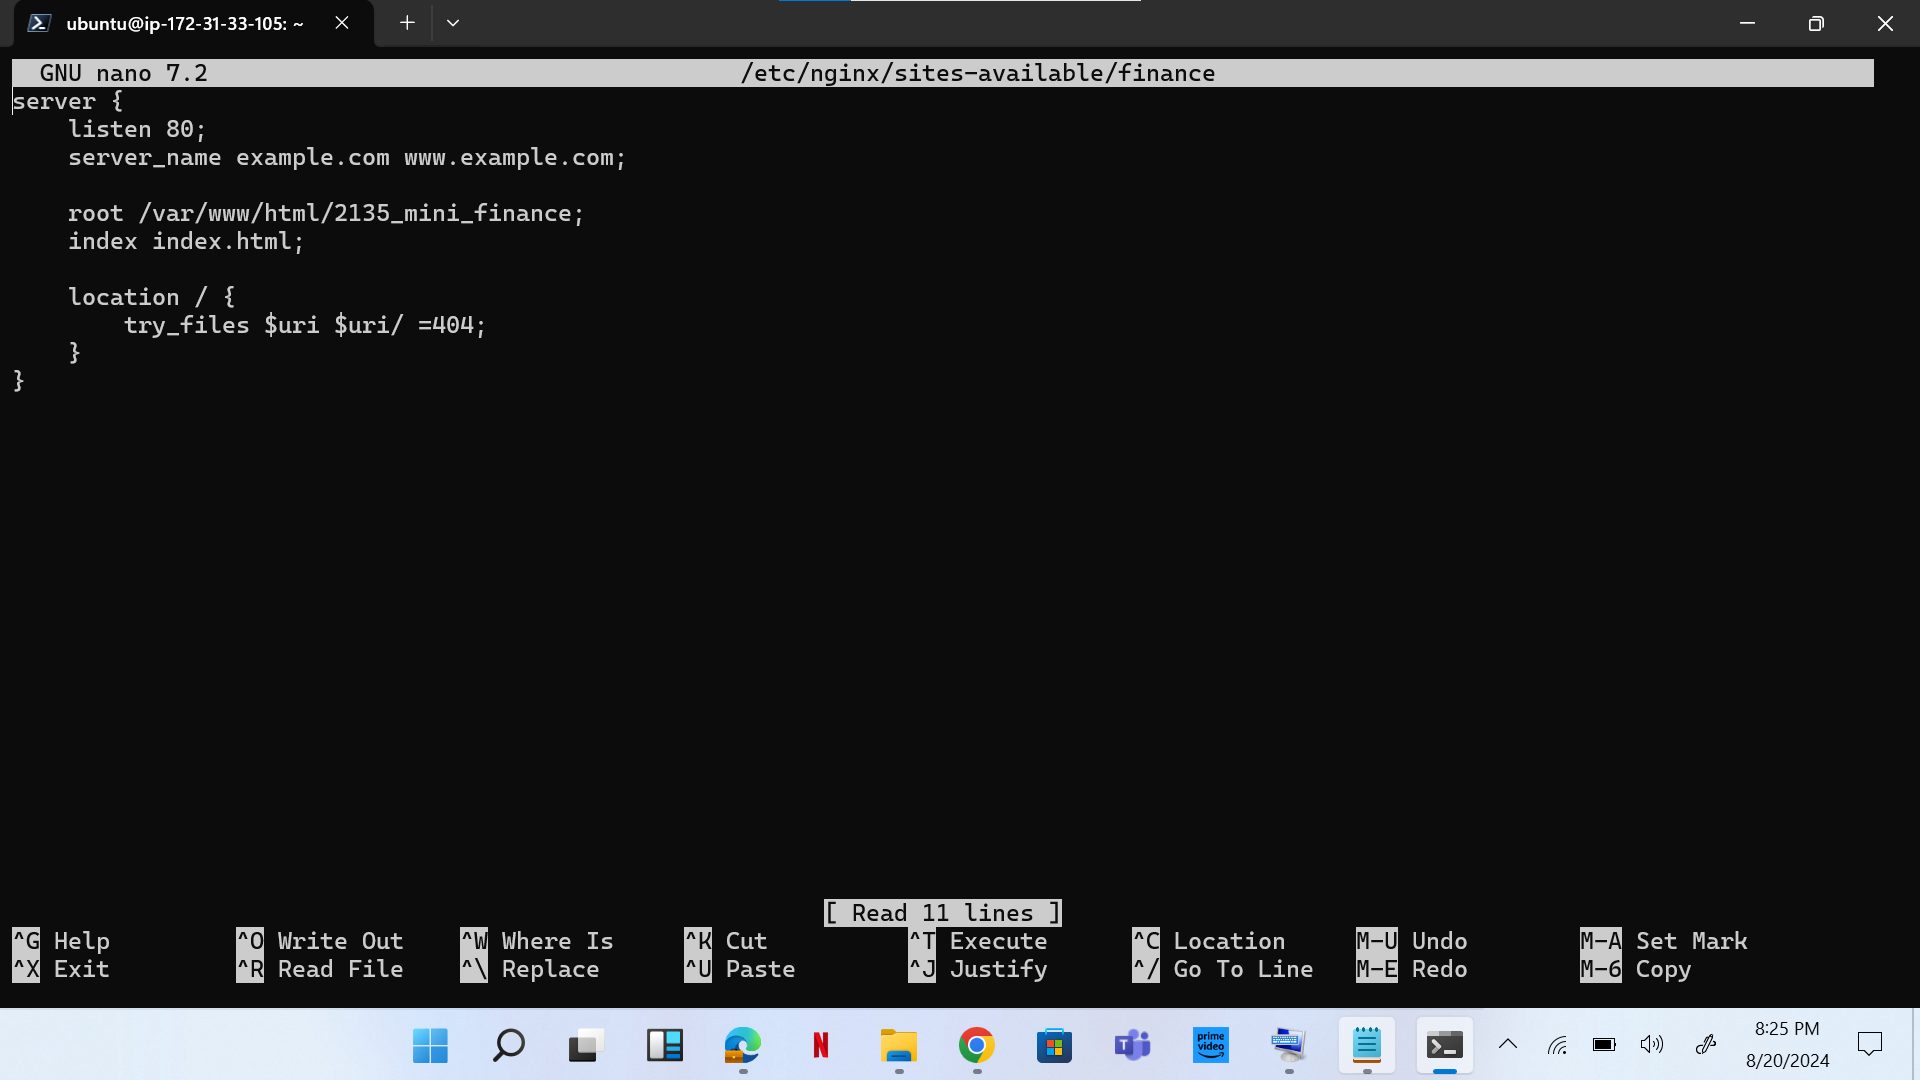 ubuntu@ip-172-31-33-105: ~
GNU nano 7.2 /etc/nginx/sites-available/finance
server {
    listen 80;
    server_name example.com www.example.com;

    root /var/www/html/2135_mini_finance;
    index index.html;

    location / {
        try_files $uri $uri/ =404;
    }
}
[ Read 11 lines ]
^G Help ^O Write Out ^W Where Is ^K Cut ^T Execute ^C Location M-U Undo M-A Set Mark
^X Exit ^R Read File ^\ Replace ^U Paste ^J Justify ^/ Go To Line M-E Redo M-6 Copy
N
T
prime video
8:25 PM
8/20/2024